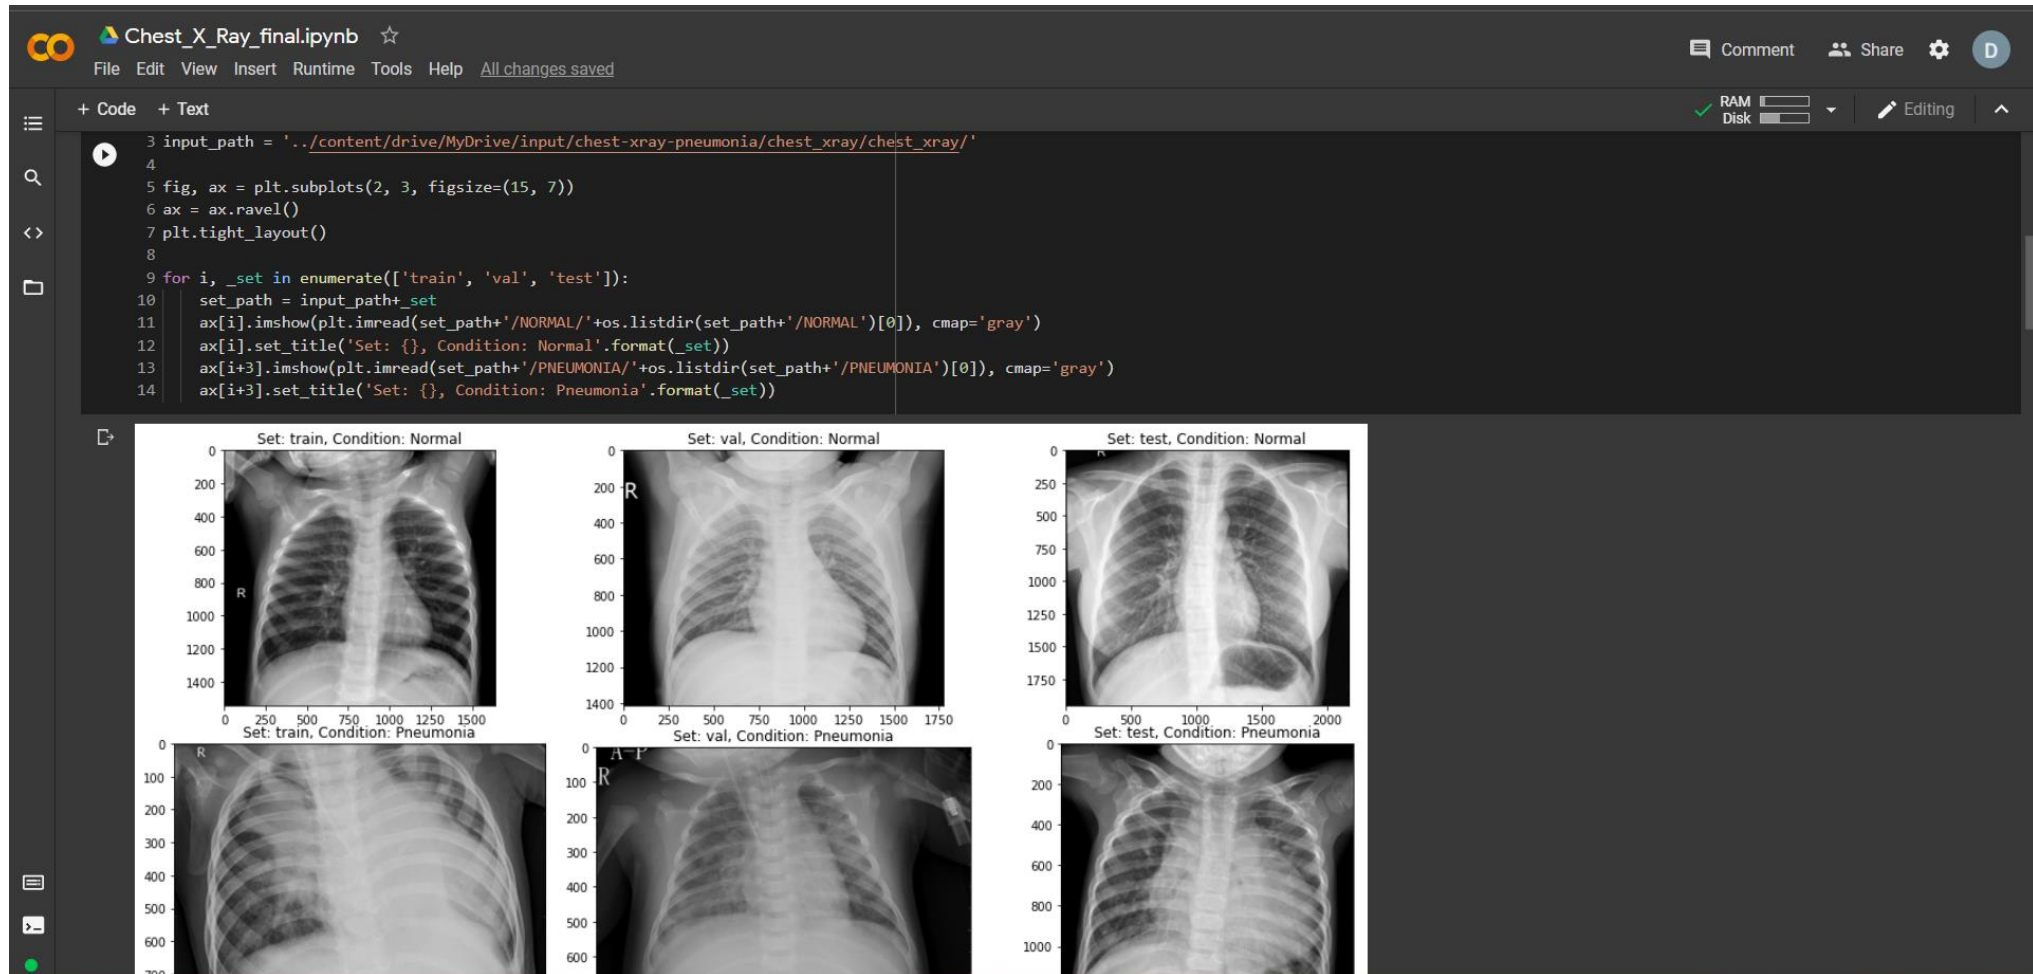 CO
Chest_X_Ray_final.ipynb
File Edit View Insert Runtime Tools Help All changes saved
Comment Share D
+ Code + Text
RAM
Disk
Editing
3 input_path = '../content/drive/MyDrive/input/chest-xray-pneumonia/chest_xray/chest_xray/'
4
5 fig, ax = plt.subplots(2, 3, figsize=(15, 7))
6 ax = ax.ravel()
7 plt.tight_layout()
8
9 for i, _set in enumerate(['train', 'val', 'test']):
10 set_path = input_path+_set
11 ax[i].imshow(plt.imread(set_path+'/NORMAL/'+os.listdir(set_path+'/NORMAL')[0]), cmap='gray')
12 ax[i].set_title('Set: {}, Condition: Normal'.format(_set))
13 ax[i+3].imshow(plt.imread(set_path+'/PNEUMONIA/'+os.listdir(set_path+'/PNEUMONIA')[0]), cmap='gray')
14 ax[i+3].set_title('Set: {}, Condition: Pneumonia'.format(_set))
Set: train, Condition: Normal
0
200
400
600
800
1000
1200
1400
R
0 250 500 750 1000 1250 1500
Set: val, Condition: Normal
0
200
400
600
800
1000
1200
1400
R
0 250 500 750 1000 1250 1500 1750
Set: test, Condition: Normal
0
250
500
750
1000
1250
1500
1750
R
0 500 1000 1500 2000
Set: train, Condition: Pneumonia
0
100
200
300
400
500
600
700
R
Set: val, Condition: Pneumonia
0
100
200
300
400
500
600
A-P
R
Set: test, Condition: Pneumonia
0
200
400
600
800
1000